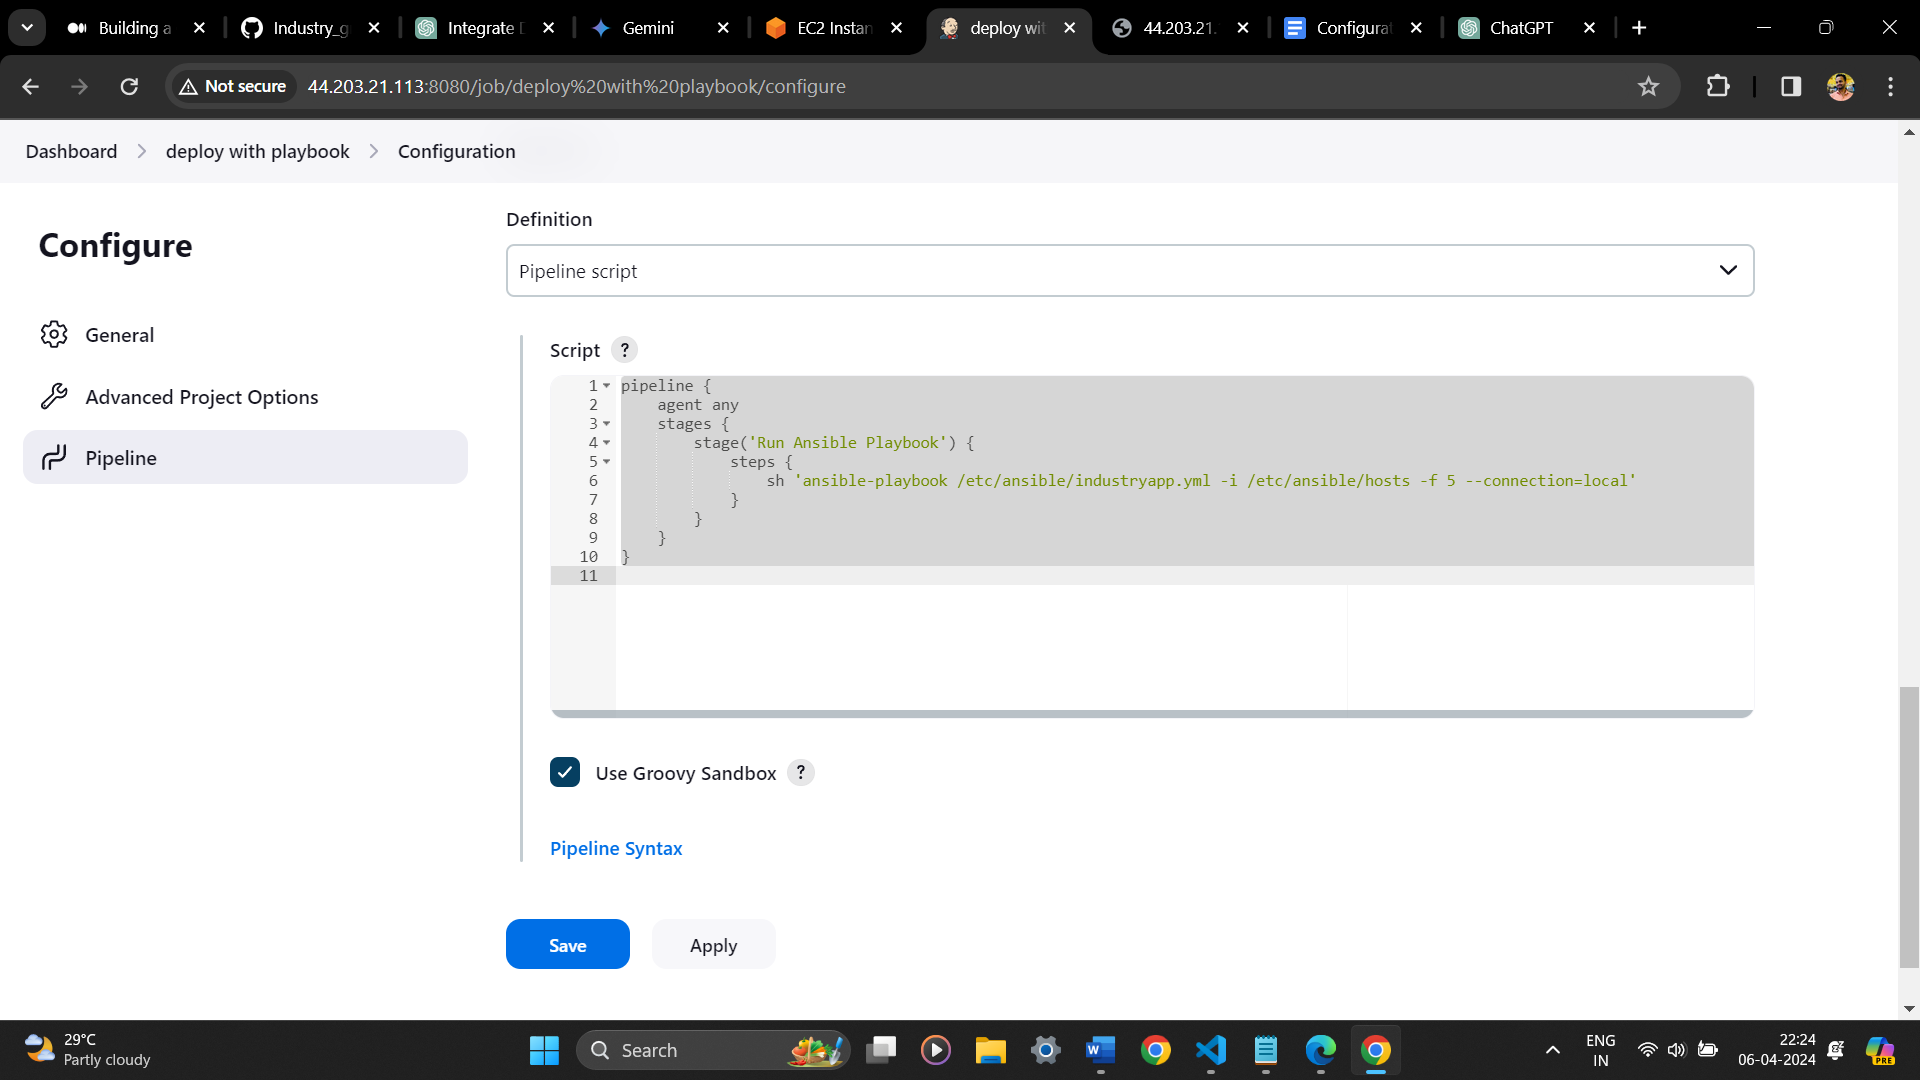 Building a
Industry_g
Integrate D
Gemini
EC2 Instan
deploy wit
44.203.21.
Configurat
ChatGPT
Not secure
44.203.21.113:8080/job/deploy%20with%20playbook/configure
Dashboard
deploy with playbook
Configuration
Configure
General
Advanced Project Options
Pipeline
Definition
Pipeline script
Script ?
1 pipeline {
2 agent any
3 stages {
4 stage('Run Ansible Playbook') {
5 steps {
6 sh 'ansible-playbook /etc/ansible/industryapp.yml -i /etc/ansible/hosts -f 5 --connection=local'
7 }
8 }
9 }
10 }
11
Use Groovy Sandbox ?
Pipeline Syntax
Save
Apply
29°C
Partly cloudy
Search
ENG
IN
22:24
06-04-2024
PRE